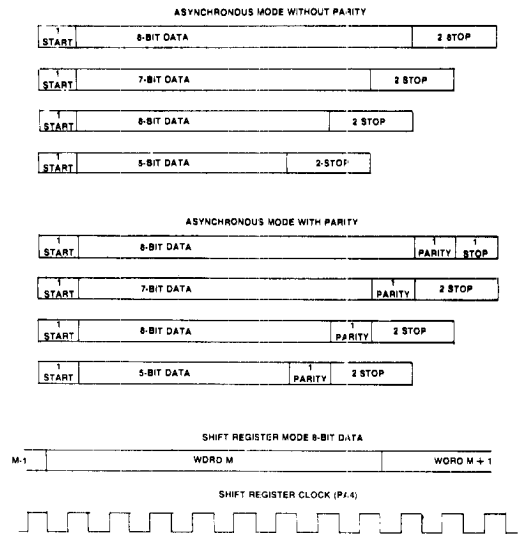 ASYNCHRONOUS MODE WITHOUT PARITY
1
START 8-BIT DATA 2 STOP
1
START 7-BIT DATA 2 STOP
1
START 8-BIT DATA 2 STOP
1
START 5-BIT DATA 2-STOP
ASYNCHRONOUS MODE WITH PARITY
1 1
START 8-BIT DATA PARITY 1 STOP
1
START 7-BIT DATA 1 PARITY 2 STOP
1
START 8-BIT DATA 1 PARITY 2 STOP
1
START 5-BIT DATA 1 PARITY 2 STOP
SHIFT REGISTER MODE 8-BIT DATA
M-1 WORD M WORD M + 1
SHIFT REGISTER CLOCK (PA4)